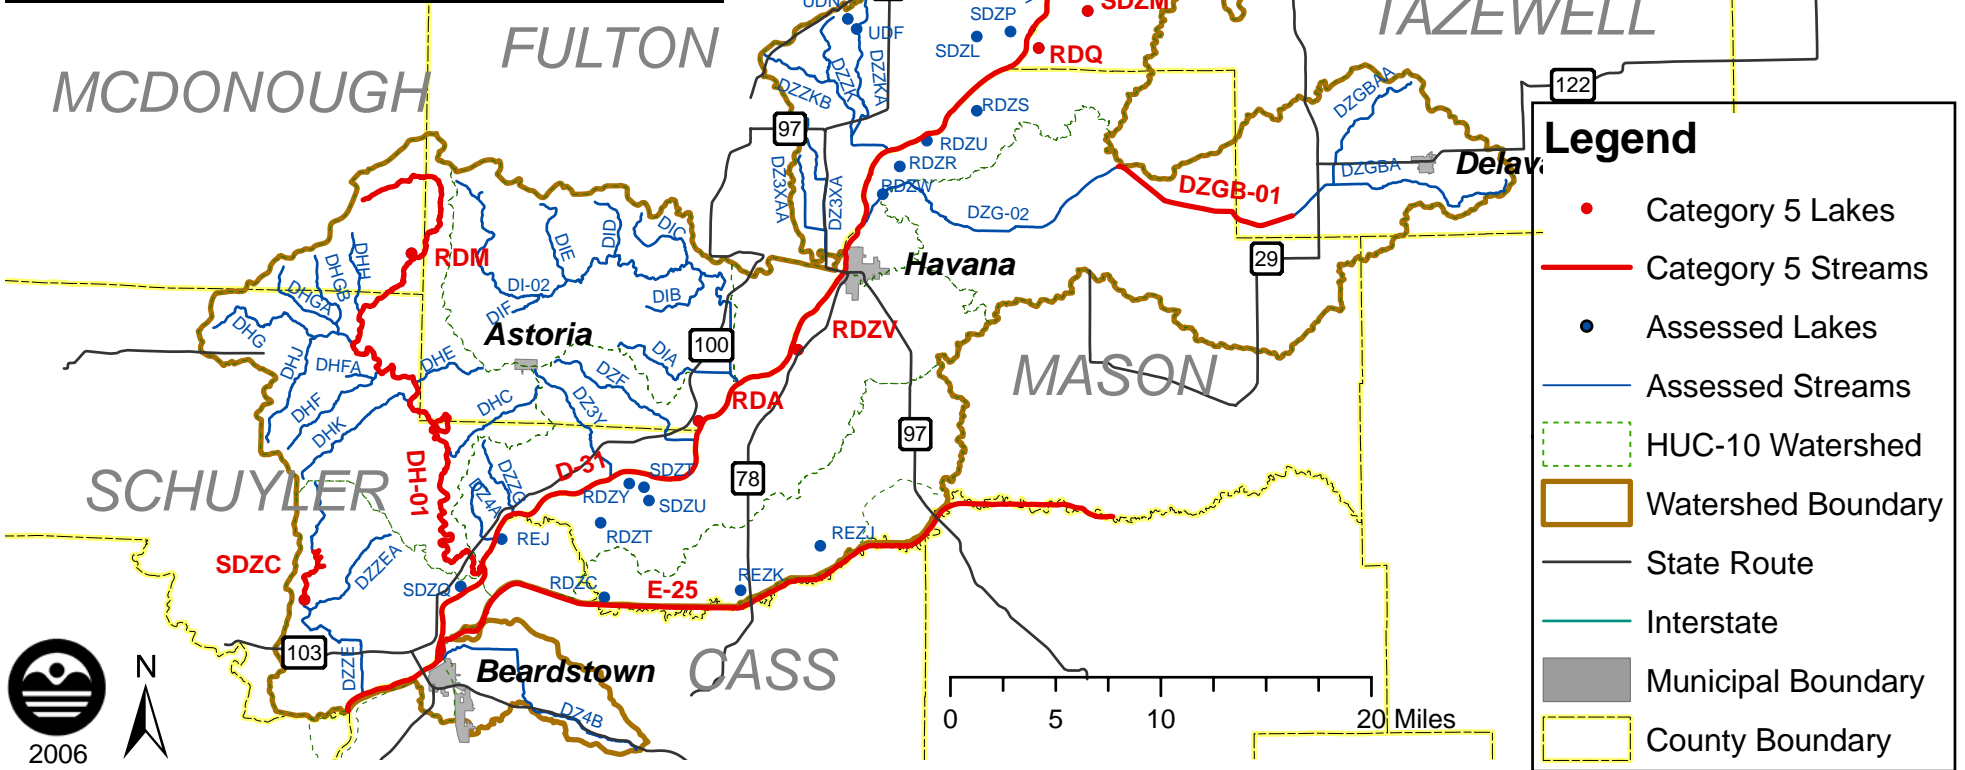 UDN
SDZP
SDZM
TAZEWELL
FULTON
UDF
SDZL
RDQ
MCDONOUGH
DZZK
DZZKA
DZZKB
DZGBAA
122
RDZS
97
RDZU
RDZR
RDZW
DZGBA
Delav
DZ3XAA
DZ3XA
DZGB-01
DZG-02
DIC
DID
DIE
DHH
DHGB
RDM
Havana
29
DHGA
DI-02
DIB
DIF
DHG
Astoria
100
RDZV
DHJ
DHFA
DHE
DIA
DZF
MASON
DHF
DHC
DZ3Y
RDA
DHK
97
SCHUYLER
DH-01
DZZG
DZ4A
D-31
SDZT
RDZY
SDZU
78
RDZT
REJ
REZJ
SDZC
DZZEA
SDZQ
RDZC
E-25
REZK
103
DZZE
Beardstown
CASS
DZ4B
N
2006
0 5 10 20 Miles
Legend
Category 5 Lakes
Category 5 Streams
Assessed Lakes
Assessed Streams
HUC-10 Watershed
Watershed Boundary
State Route
Interstate
Municipal Boundary
County Boundary